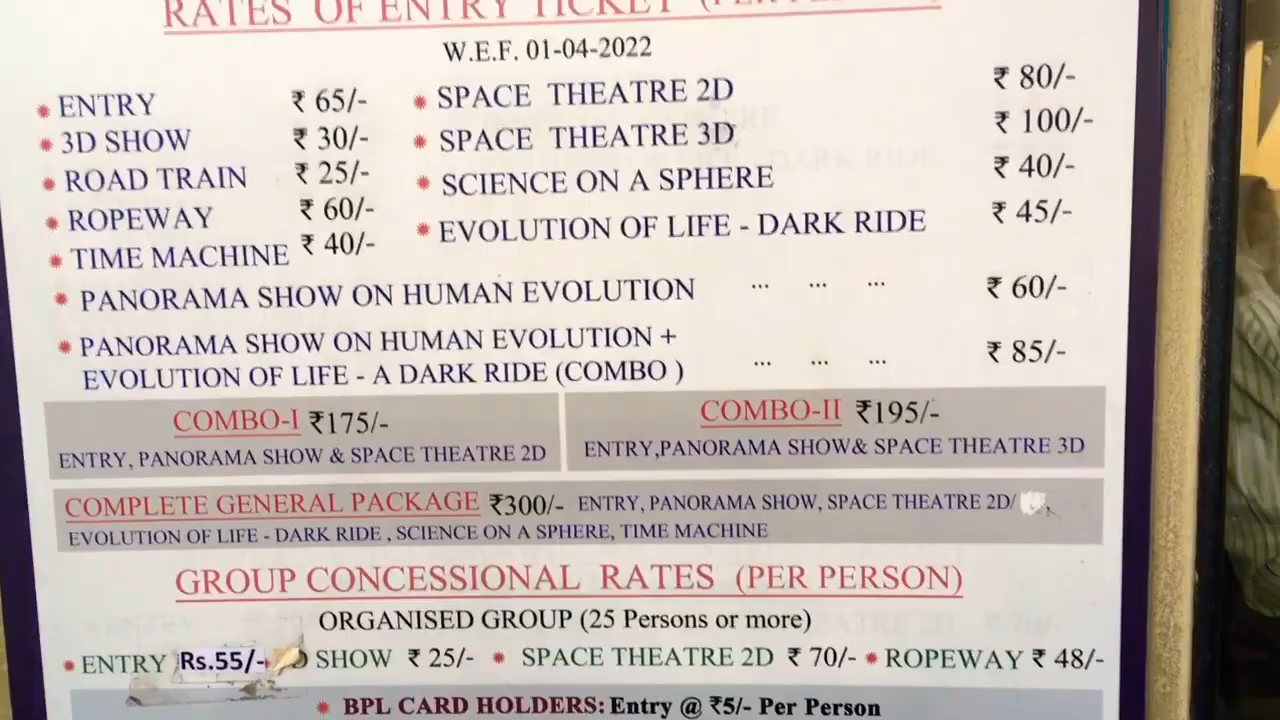 RATES OF ENTRY TICKET
W.E.F. 01-04-2022
ENTRY ₹ 65/-
3D SHOW ₹ 30/-
ROAD TRAIN ₹ 25/-
ROPEWAY ₹ 60/-
TIME MACHINE ₹ 40/-
SPACE THEATRE 2D ₹ 80/-
SPACE THEATRE 3D ₹ 100/-
SCIENCE ON A SPHERE ₹ 40/-
EVOLUTION OF LIFE - DARK RIDE ₹ 45/-
PANORAMA SHOW ON HUMAN EVOLUTION ... ... ... ₹ 60/-
PANORAMA SHOW ON HUMAN EVOLUTION +
EVOLUTION OF LIFE - A DARK RIDE (COMBO ) ... ... ... ₹ 85/-
COMBO-I ₹175/-
ENTRY, PANORAMA SHOW & SPACE THEATRE 2D
COMBO-II ₹195/-
ENTRY,PANORAMA SHOW& SPACE THEATRE 3D
COMPLETE GENERAL PACKAGE ₹300/- ENTRY, PANORAMA SHOW, SPACE THEATRE 2D/
EVOLUTION OF LIFE - DARK RIDE , SCIENCE ON A SPHERE, TIME MACHINE
GROUP CONCESSIONAL RATES (PER PERSON)
ORGANISED GROUP (25 Persons or more)
ENTRY Rs.55/- SHOW ₹ 25/- SPACE THEATRE 2D ₹ 70/- ROPEWAY ₹ 48/-
BPL CARD HOLDERS: Entry @ ₹5/- Per Person